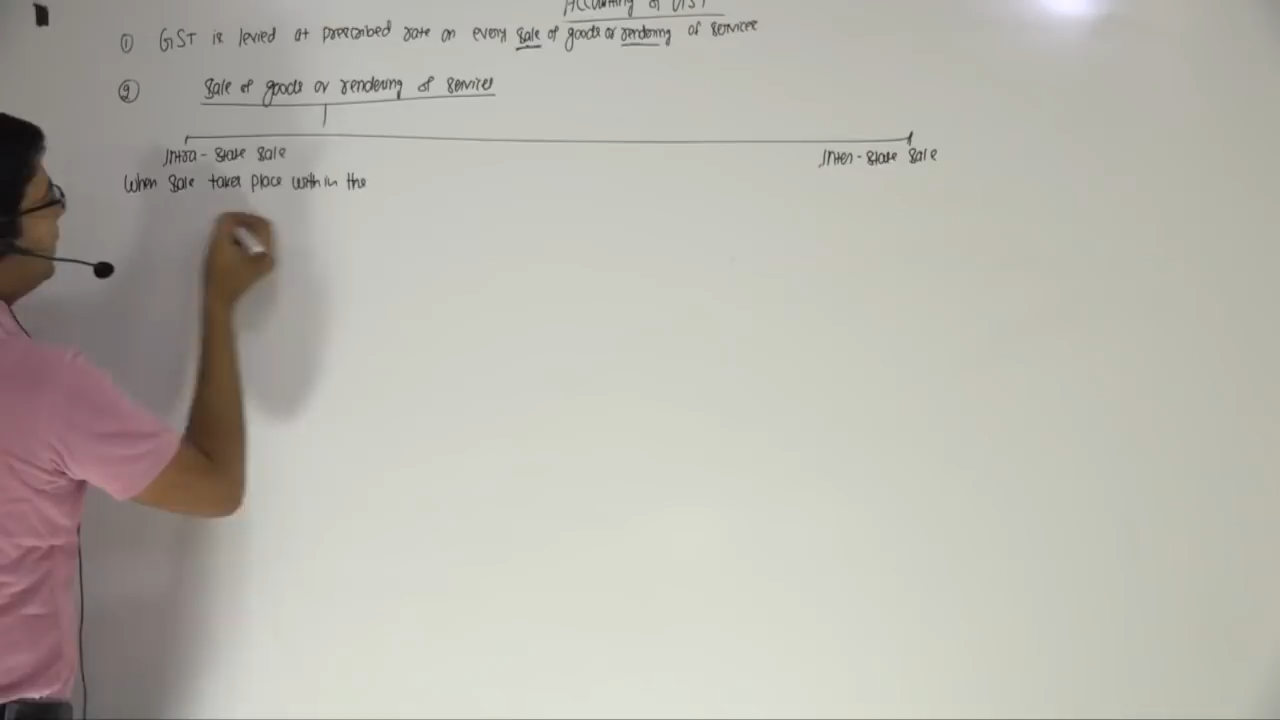 Accounting of GST
① GST is levied at prescribed rate on every sale of goods or rendering of services
② Sale of goods or rendering of services
Intra-State Sale
Inter-State Sale
When Sale takes place within the